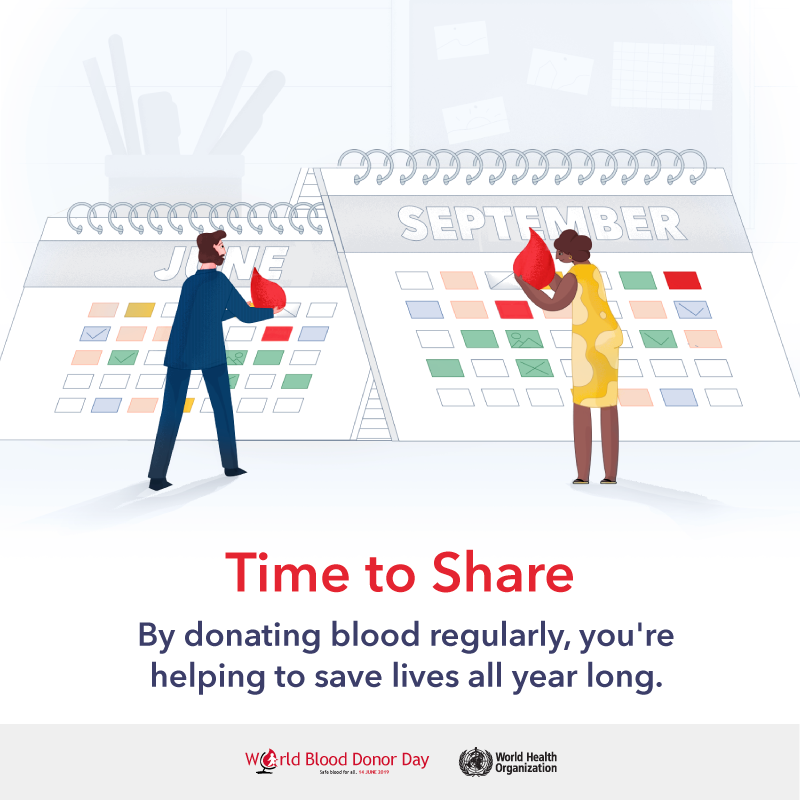 SEPTEMBER
JUNE
Time to Share
By donating blood regularly, you're
helping to save lives all year long.
World Blood Donor Day
Safe blood for all. 14 JUNE 2019
World Health
Organization